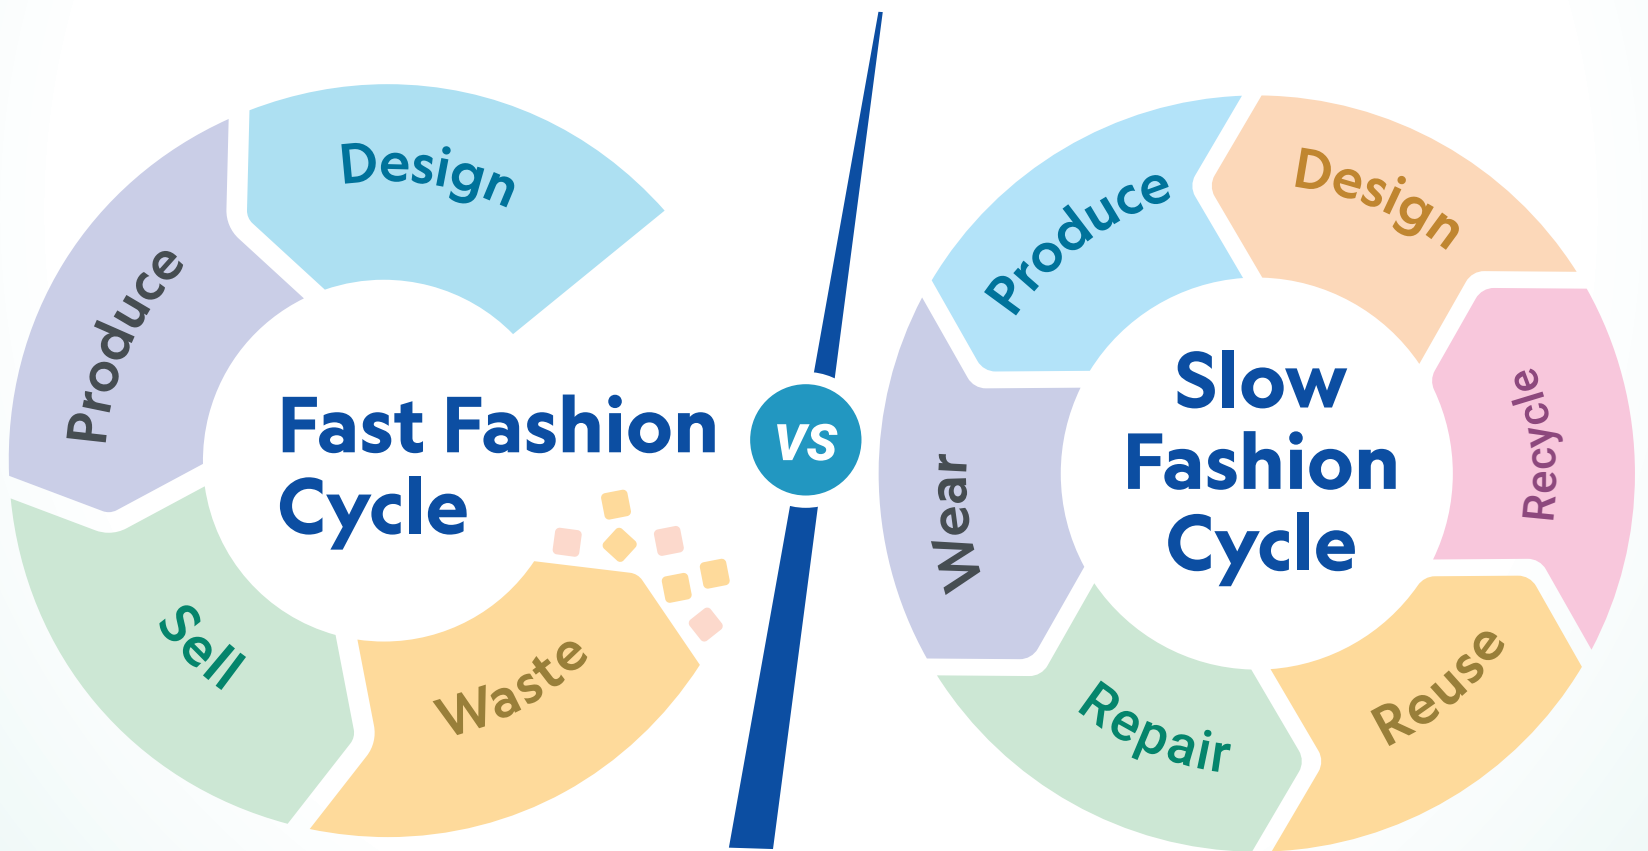 Design
Produce
Sell
Waste
Fast Fashion
Cycle
VS
Design
Produce
Wear
Repair
Reuse
Recycle
Slow
Fashion
Cycle